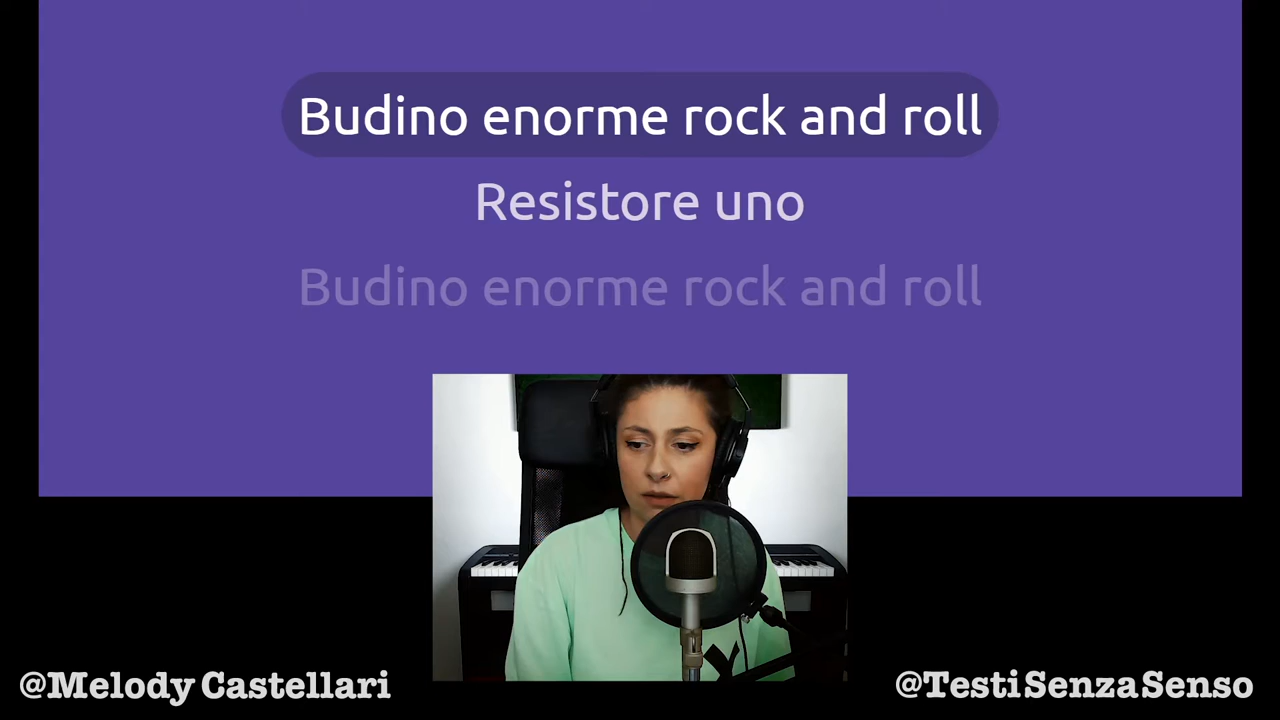 Budino enorme rock and roll
Resistore uno
Budino enorme rock and roll
@Melody Castellari
@TestiSenzaSenso